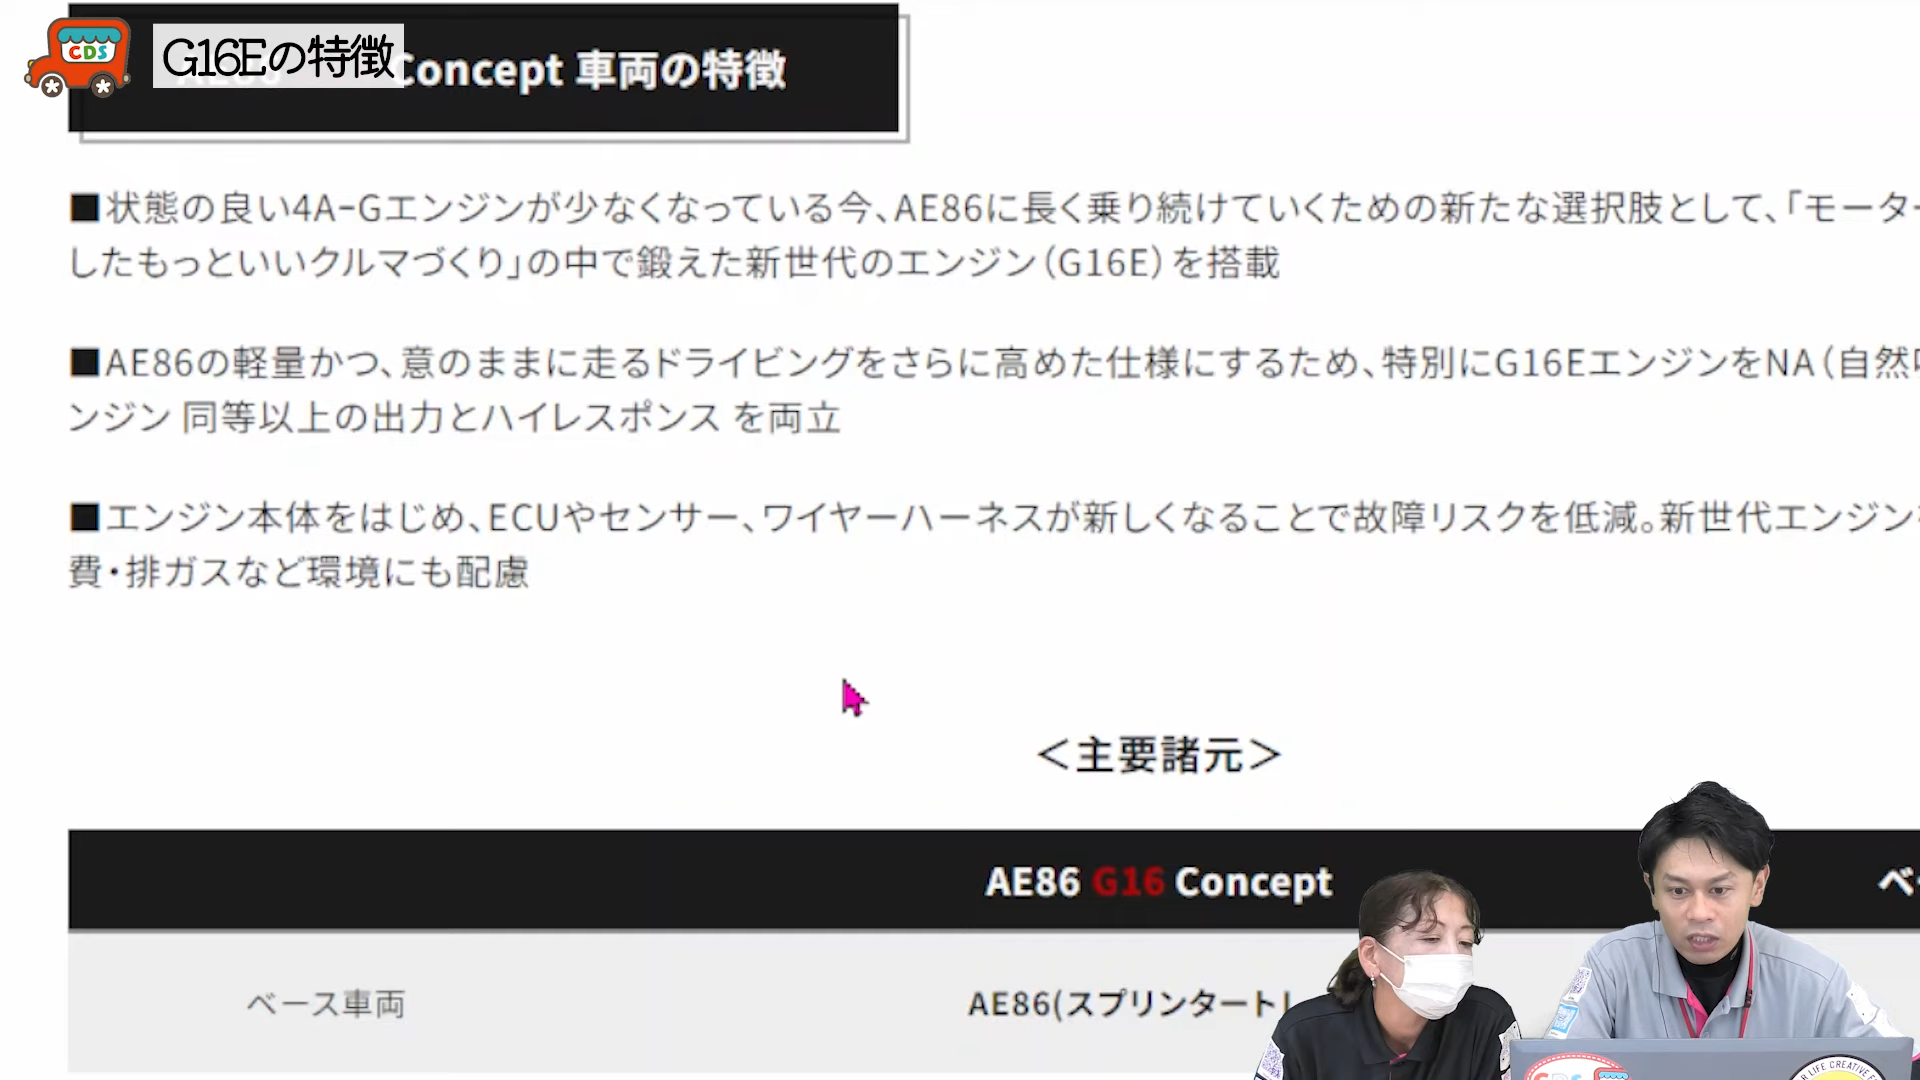 CDS
G16Eの特徴
Concept 車両の特徴
■状態の良い4A-Gエンジンが少なくなっている今、AE86に長く乗り続けていくための新たな選択肢として、「モーター
したもっといいクルマづくり」の中で鍛えた新世代のエンジン（G16E）を搭載
■AE86の軽量かつ、意のままに走るドライビングをさらに高めた仕様にするため、特別にG16EエンジンをNA（自然
ンジン 同等以上の出力とハイレスポンス を両立
■エンジン本体をはじめ、ECUやセンサー、ワイヤーハーネスが新しくなることで故障リスクを低減。新世代エンジン
費・排ガスなど環境にも配慮
＜主要諸元＞
AE86 G16 Concept
ベ
ベース車両
AE86(スプリンタート
LIFE CREATIVE